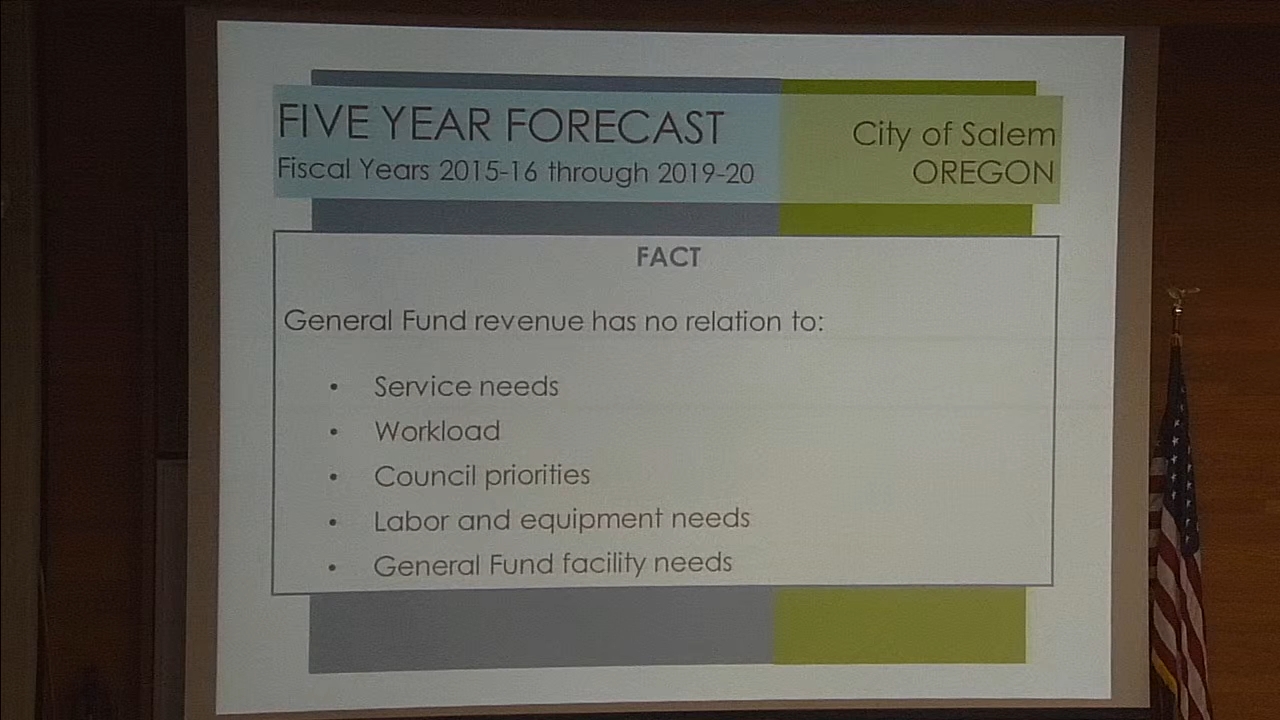 FIVE YEAR FORECAST
Fiscal Years 2015-16 through 2019-20
City of Salem
OREGON
FACT
General Fund revenue has no relation to:
• Service needs
• Workload
• Council priorities
• Labor and equipment needs
• General Fund facility needs